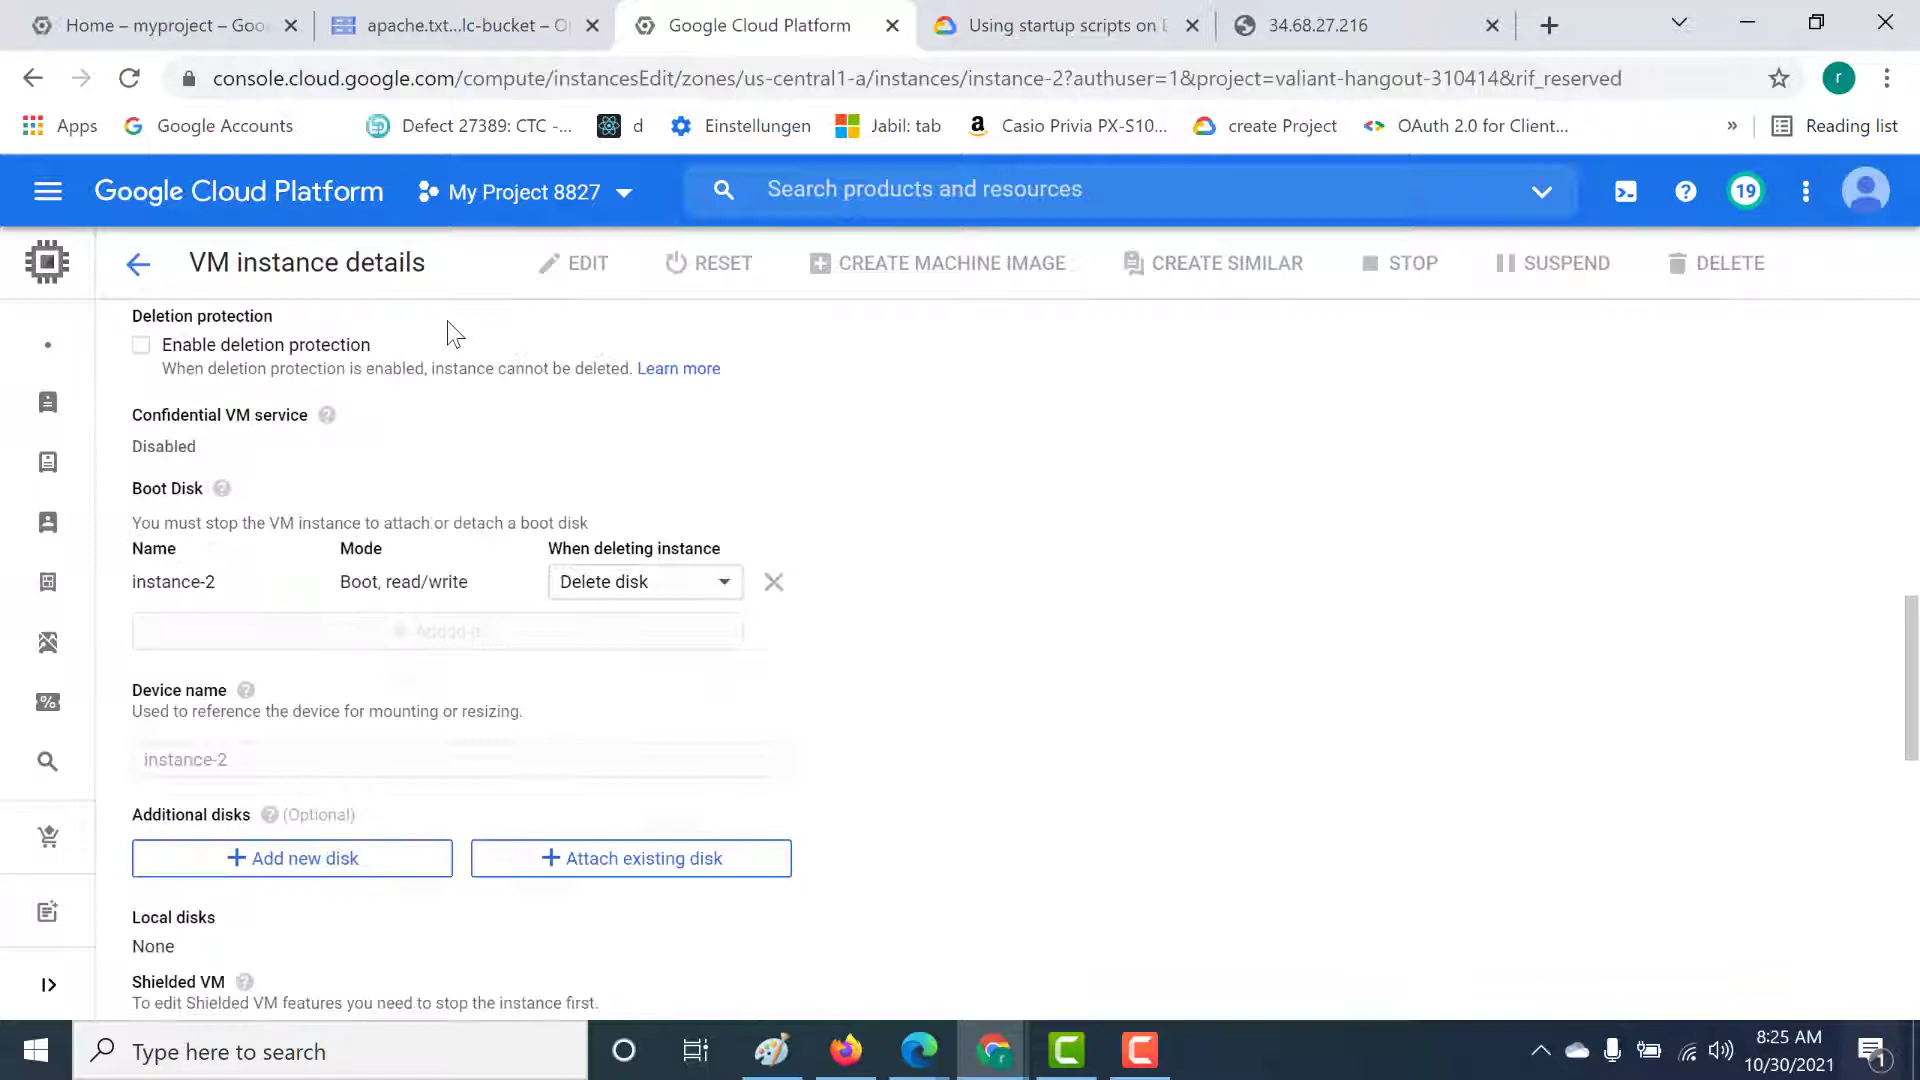 Home – myproject – Goo
apache.txt...lc-bucket – O
Google Cloud Platform
Using startup scripts on
34.68.27.216
console.cloud.google.com/compute/instancesEdit/zones/us-central1-a/instances/instance-2?authuser=1&project=valiant-hangout-310414&rif_reserved
r
Apps
Google Accounts
Defect 27389: CTC -...
d
Einstellungen
Jabil: tab
Casio Privia PX-S10...
create Project
OAuth 2.0 for Client...
»
Reading list
Google Cloud Platform
My Project 8827
Search products and resources
19
VM instance details
EDIT
RESET
CREATE MACHINE IMAGE
CREATE SIMILAR
STOP
SUSPEND
DELETE
Deletion protection
Enable deletion protection
When deletion protection is enabled, instance cannot be deleted. Learn more
Confidential VM service
Disabled
Boot Disk
You must stop the VM instance to attach or detach a boot disk
Name Mode When deleting instance
instance-2 Boot, read/write Delete disk
Device name
Used to reference the device for mounting or resizing.
instance-2
Additional disks (Optional)
+ Add new disk
+ Attach existing disk
Local disks
None
Shielded VM
To edit Shielded VM features you need to stop the instance first.
Type here to search
8:25 AM
10/30/2021
1